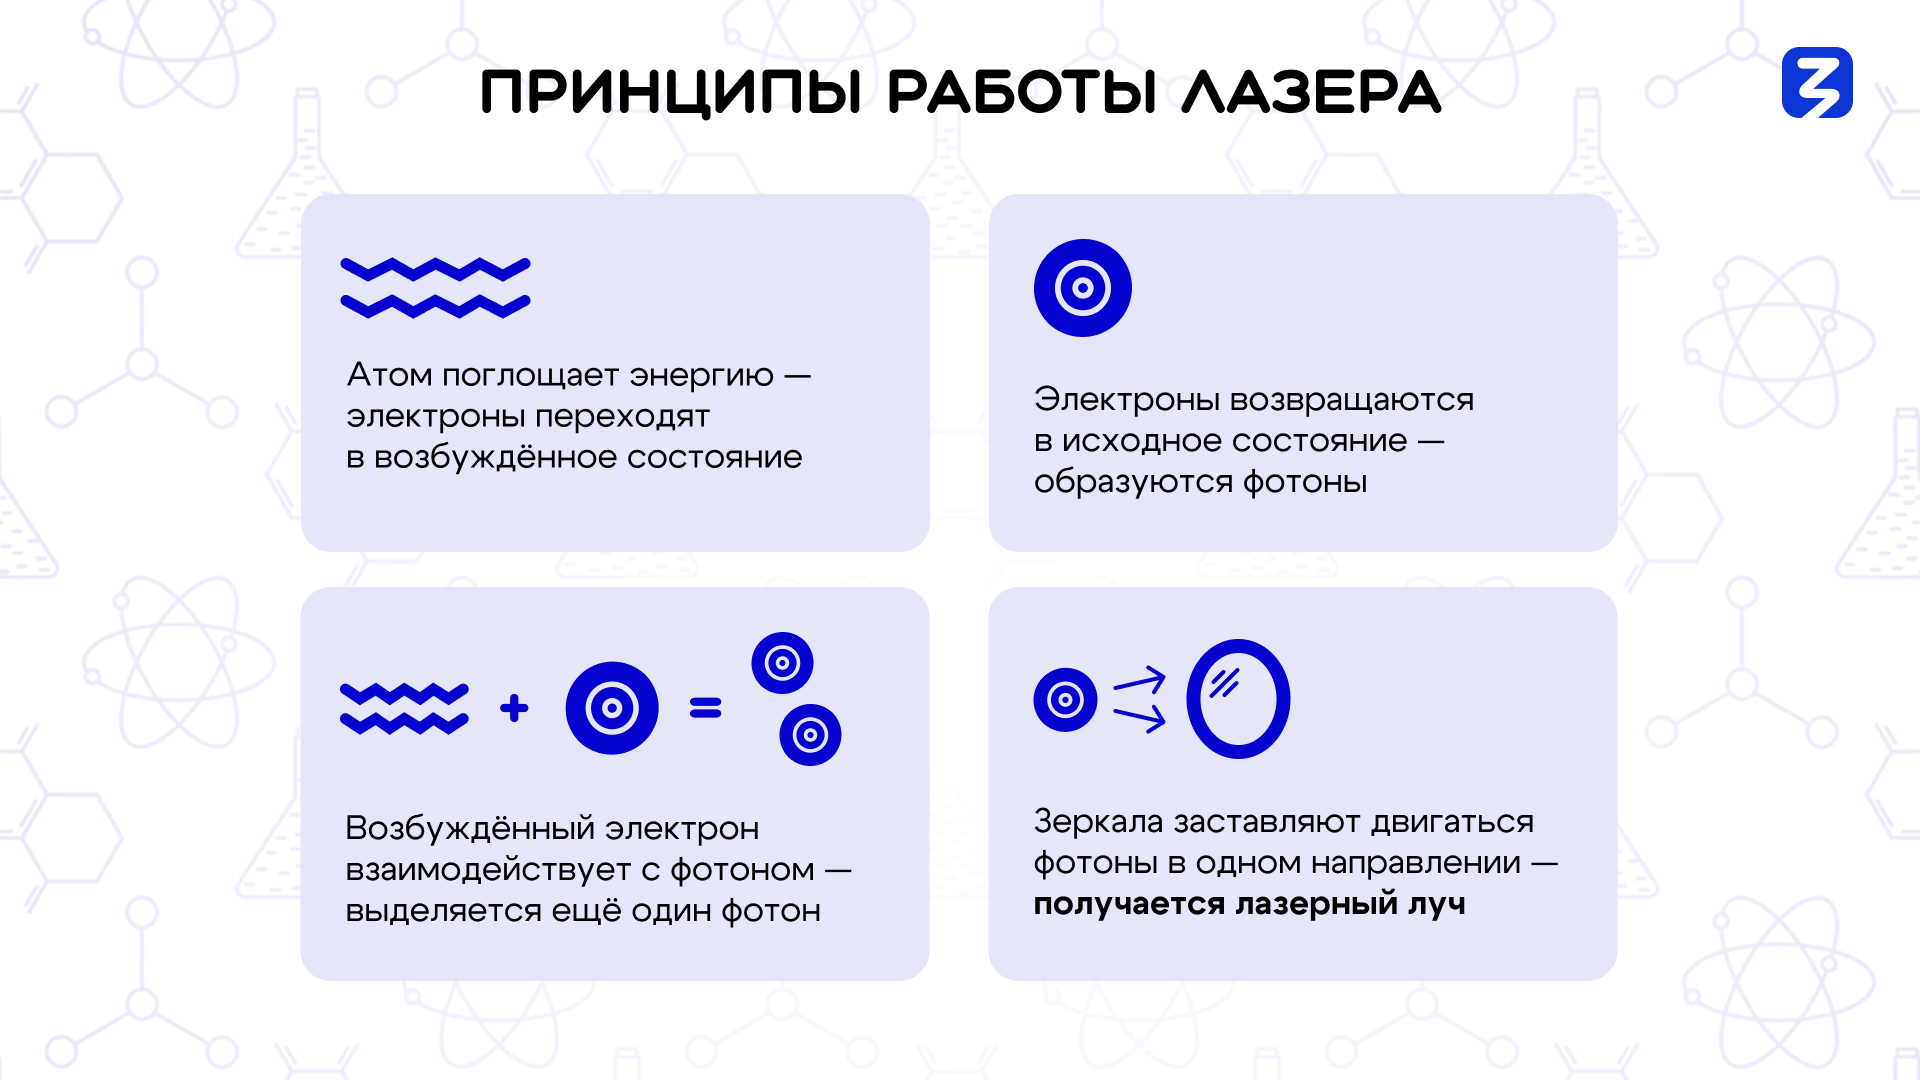 ПРИНЦИПЫ РАБОТЫ ЛАЗЕРА
Атом поглощает энергию —
электроны переходят
в возбуждённое состояние
Электроны возвращаются
в исходное состояние —
образуются фотоны
Возбуждённый электрон
взаимодействует с фотоном —
выделяется ещё один фотон
Зеркала заставляют двигаться
фотоны в одном направлении —
получается лазерный луч